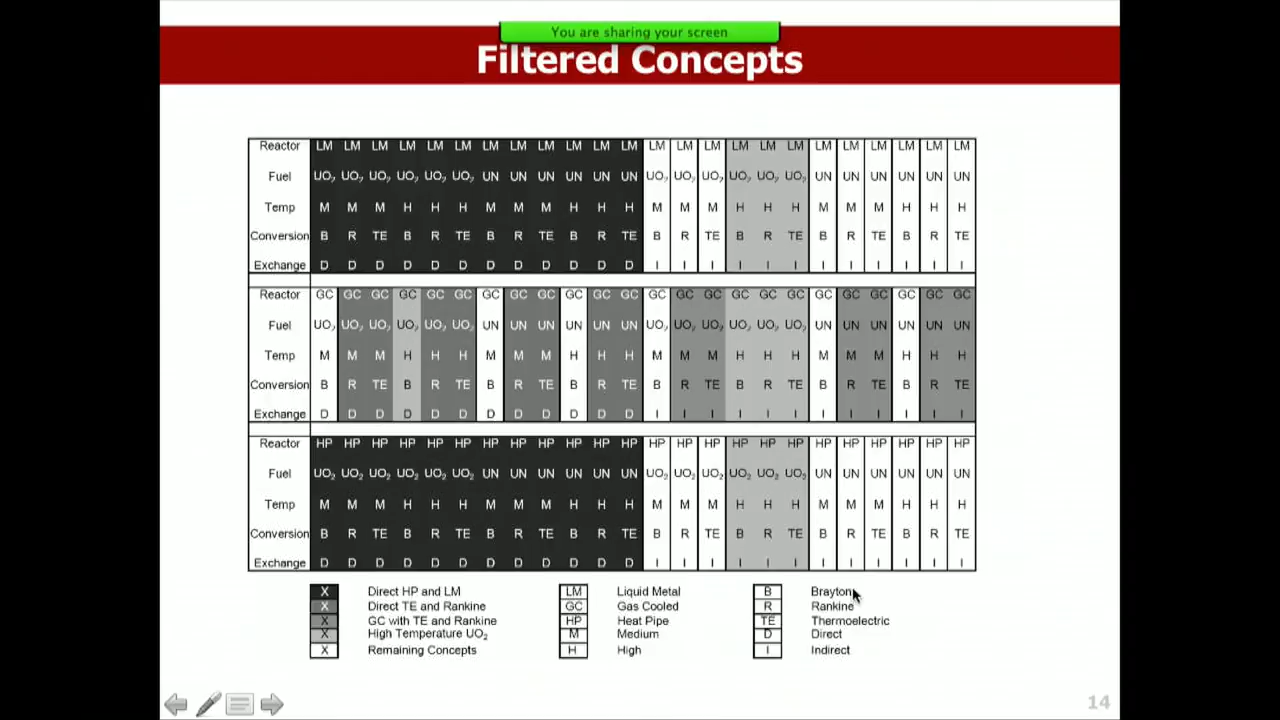 You are sharing your screen
Filtered Concepts
Reactor LM LM LM LM LM LM LM LM LM LM LM LM LM LM LM LM LM LM LM LM LM LM LM LM
Fuel UO₂ UO₂ UO₂ UO₂ UO₂ UO₂ UN UN UN UN UN UN UO₂ UO₂ UO₂ UO₂ UO₂ UO₂ UN UN UN UN UN UN
Temp M M M H H H M M M H H H M M M H H H M M M H H H
Conversion B R TE B R TE B R TE B R TE B R TE B R TE B R TE B R TE
Exchange D D D D D D D D D D D D I I I I I I I I I I I I
Reactor GC GC GC GC GC GC GC GC GC GC GC GC GC GC GC GC GC GC GC GC GC GC GC GC
Fuel UO₂ UO₂ UO₂ UO₂ UO₂ UO₂ UN UN UN UN UN UN UO₂ UO₂ UO₂ UO₂ UO₂ UO₂ UN UN UN UN UN UN
Temp M M M H H H M M M H H H M M M H H H M M M H H H
Conversion B R TE B R TE B R TE B R TE B R TE B R TE B R TE B R TE
Exchange D D D D D D D D D D D D I I I I I I I I I I I I
Reactor HP HP HP HP HP HP HP HP HP HP HP HP HP HP HP HP HP HP HP HP HP HP HP HP
Fuel UO₂ UO₂ UO₂ UO₂ UO₂ UO₂ UN UN UN UN UN UN UO₂ UO₂ UO₂ UO₂ UO₂ UO₂ UN UN UN UN UN UN
Temp M M M H H H M M M H H H M M M H H H M M M H H H
Conversion B R TE B R TE B R TE B R TE B R TE B R TE B R TE B R TE
Exchange D D D D D D D D D D D D I I I I I I I I I I I I
X Direct HP and LM LM Liquid Metal B Brayton
X Direct TE and Rankine GC Gas Cooled R Rankine
X GC with TE and Rankine HP Heat Pipe TE Thermoelectric
X High Temperature UO₂ M Medium D Direct
X Remaining Concepts H High I Indirect
14